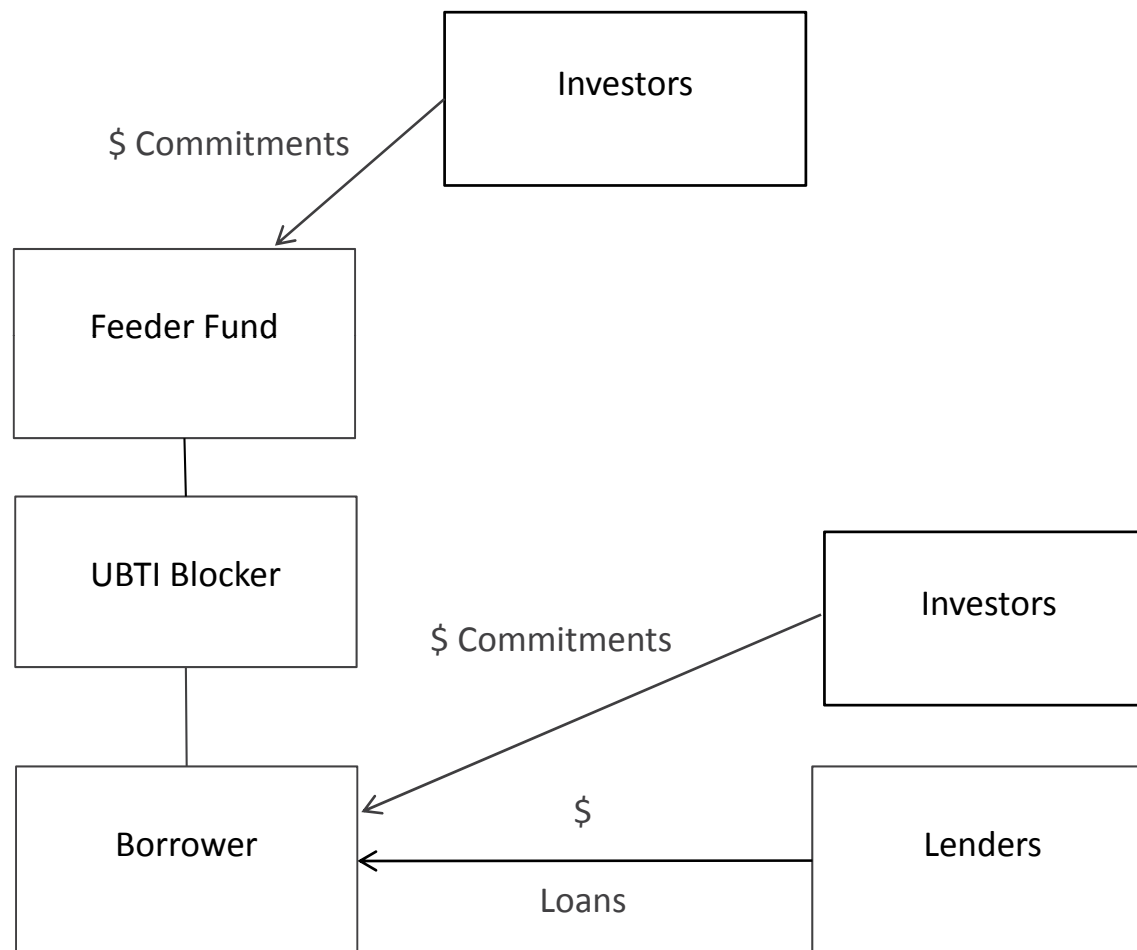 Investors
$ Commitments
Feeder Fund
UBTI Blocker
Investors
$ Commitments
Borrower
$
Loans
Lenders